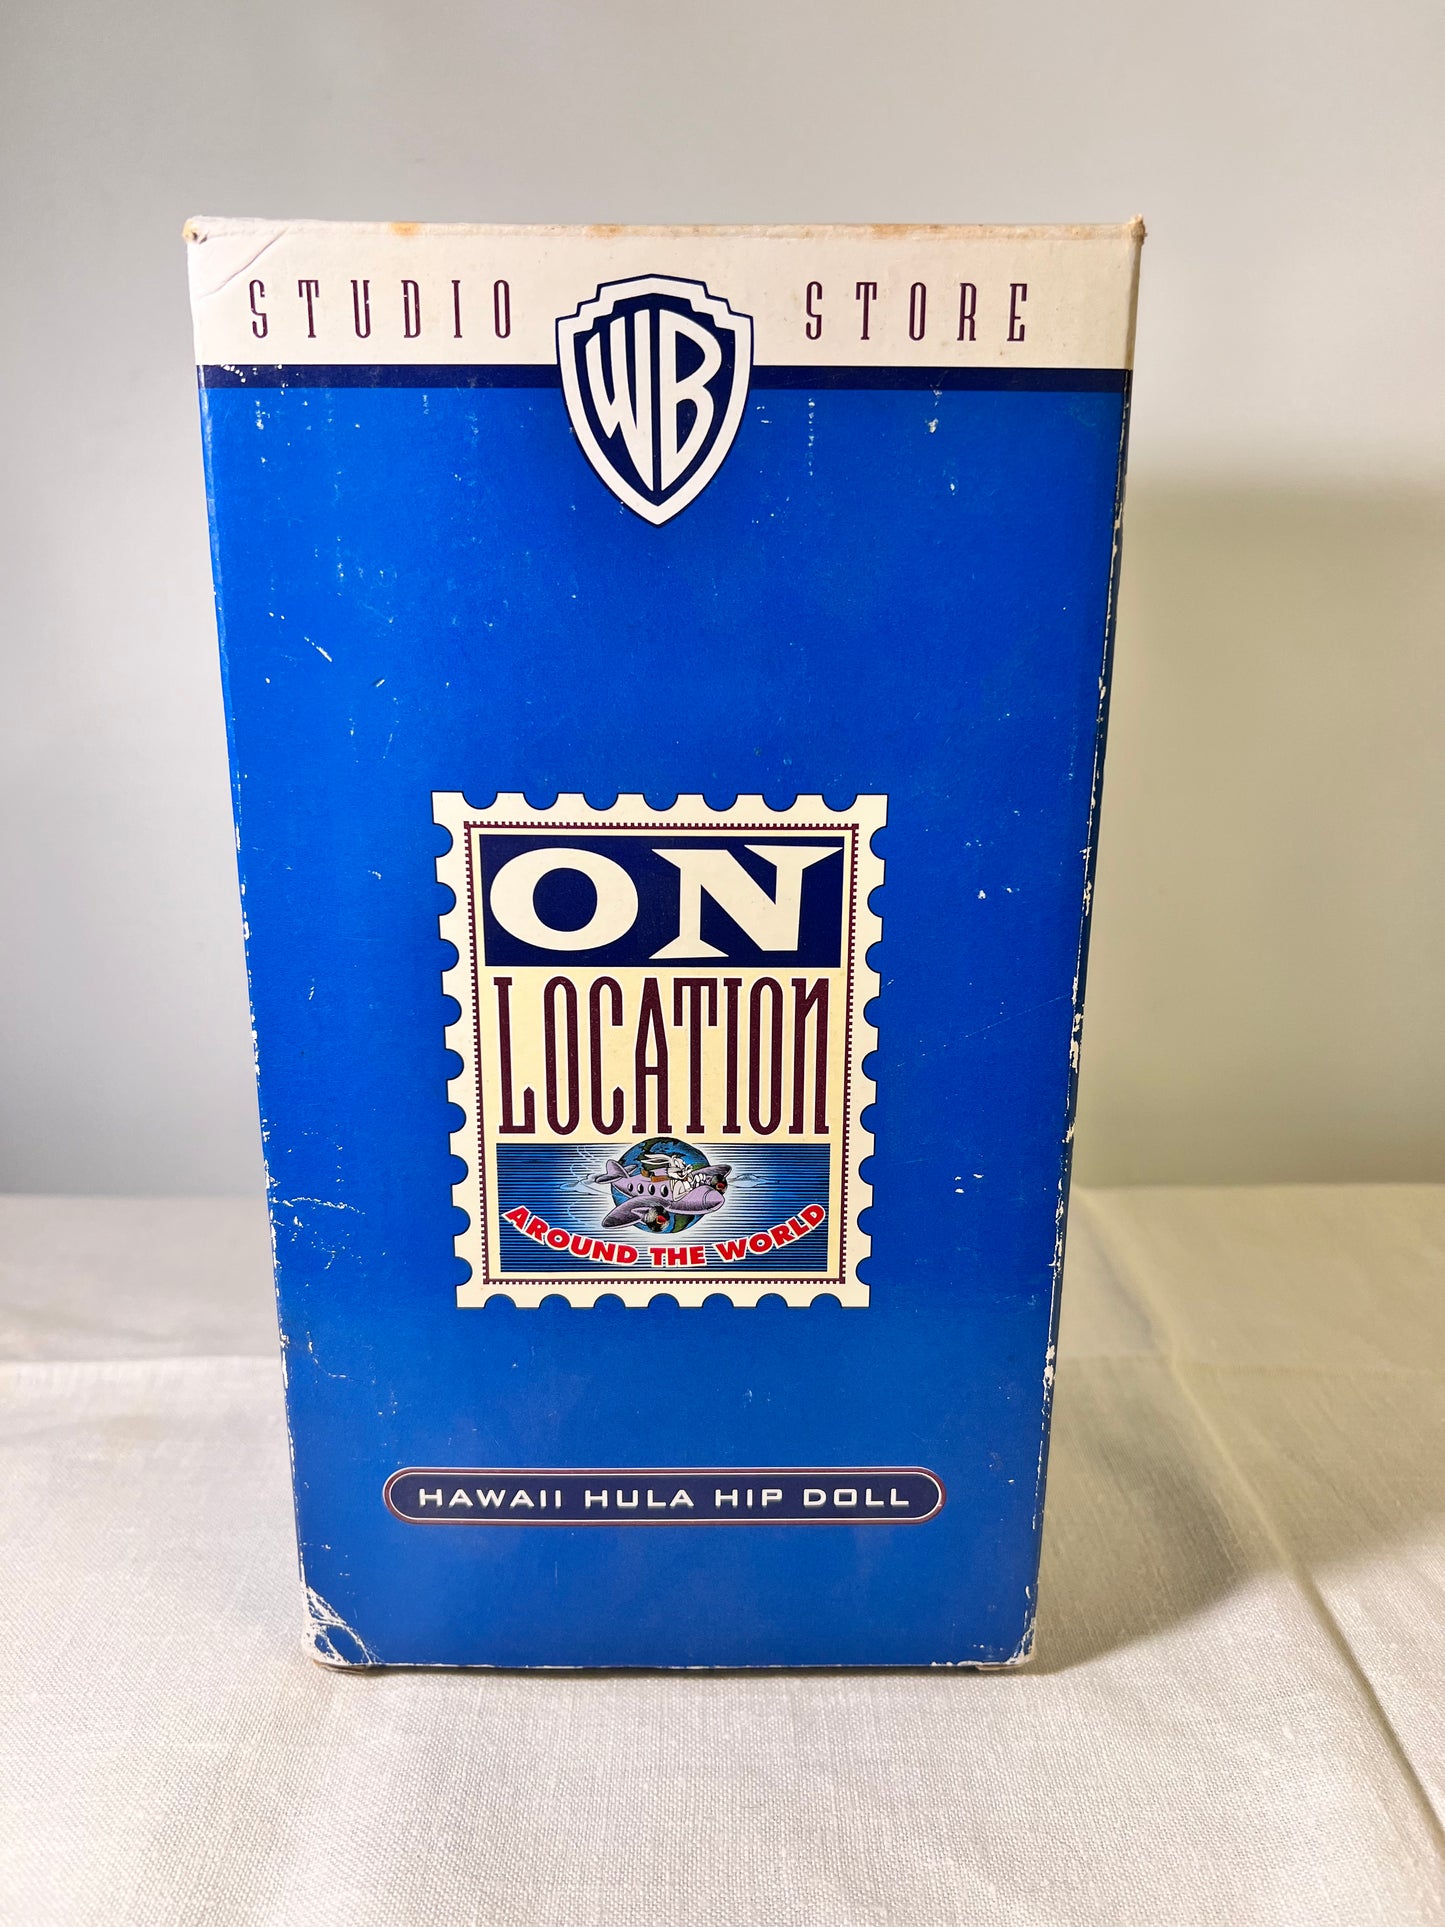 STUDIO WB STORE
ON
LOCATION
AROUND THE WORLD
HAWAII HULA HIP DOLL